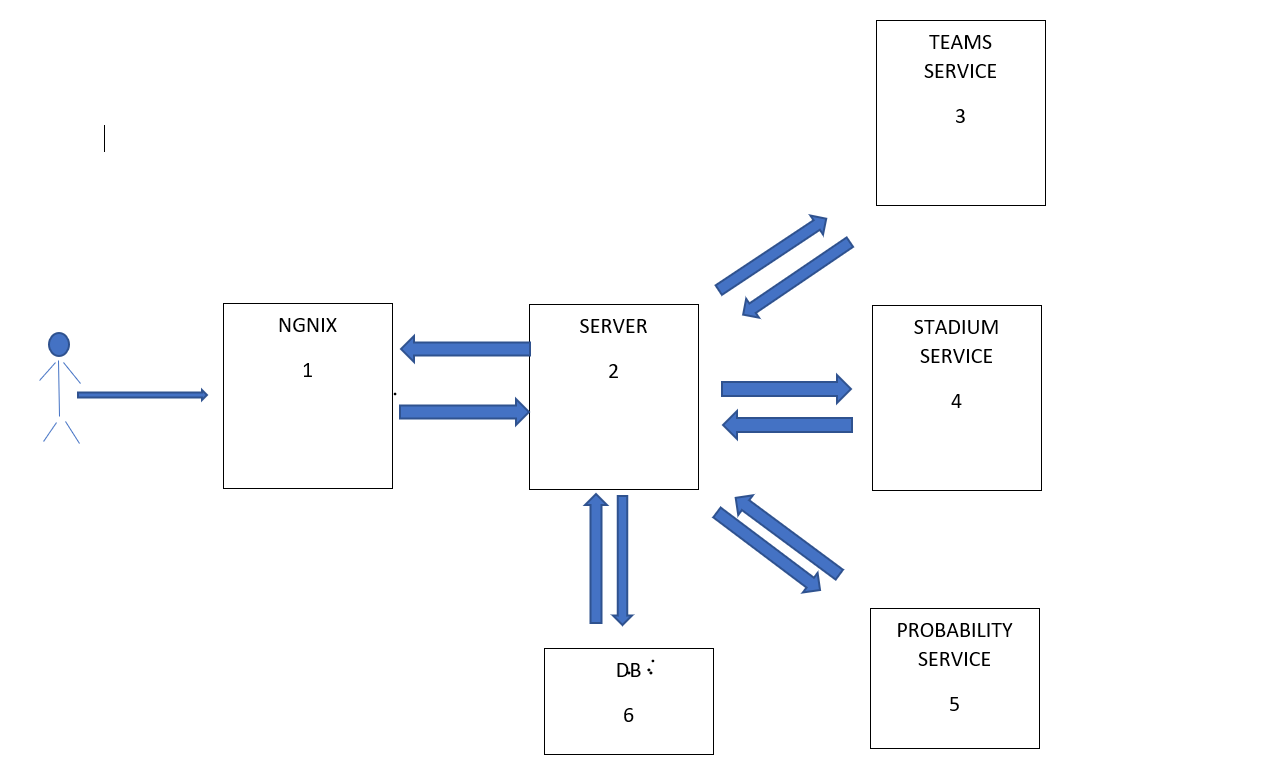 TEAMS
SERVICE
3
NGNIX
1
SERVER
2
STADIUM
SERVICE
4
PROBABILITY
SERVICE
5
DB
6